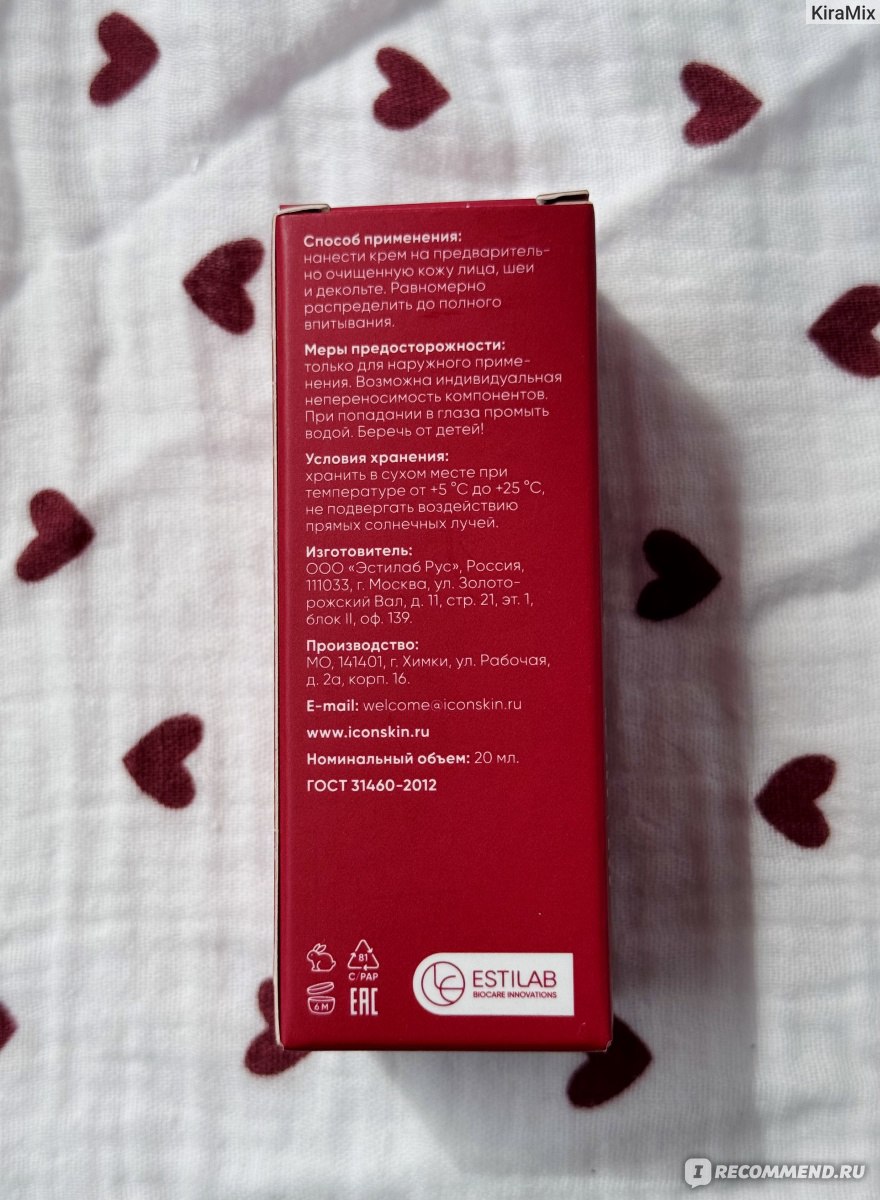 KiraMix
Способ применения:
нанести крем на предваритель-
но очищенную кожу лица, шеи
и декольте. Равномерно
распределить до полного
впитывания.
Меры предосторожности:
только для наружного приме-
нения. Возможна индивидуальная
непереносимость компонентов.
При попадании в глаза промыть
водой. Беречь от детей!
Условия хранения:
хранить в сухом месте при
температуре от +5 °C до +25 °C,
не подвергать воздействию
прямых солнечных лучей.
Изготовитель:
ООО «Эстилаб Рус», Россия,
111033, г. Москва, ул. Золото-
рожский Вал, д. 11, стр. 21, эт. 1,
блок II, оф. 139.
Производство:
МО, 141401, г. Химки, ул. Рабочая,
д. 2а, корп. 16.
E-mail: welcome@iconskin.ru
www.iconskin.ru
Номинальный объем: 20 мл.
ГОСТ 31460-2012
81
C/PAP
6 M
EAC
ESTILAB
BIOCARE INNOVATIONS
I RECOMMEND.RU